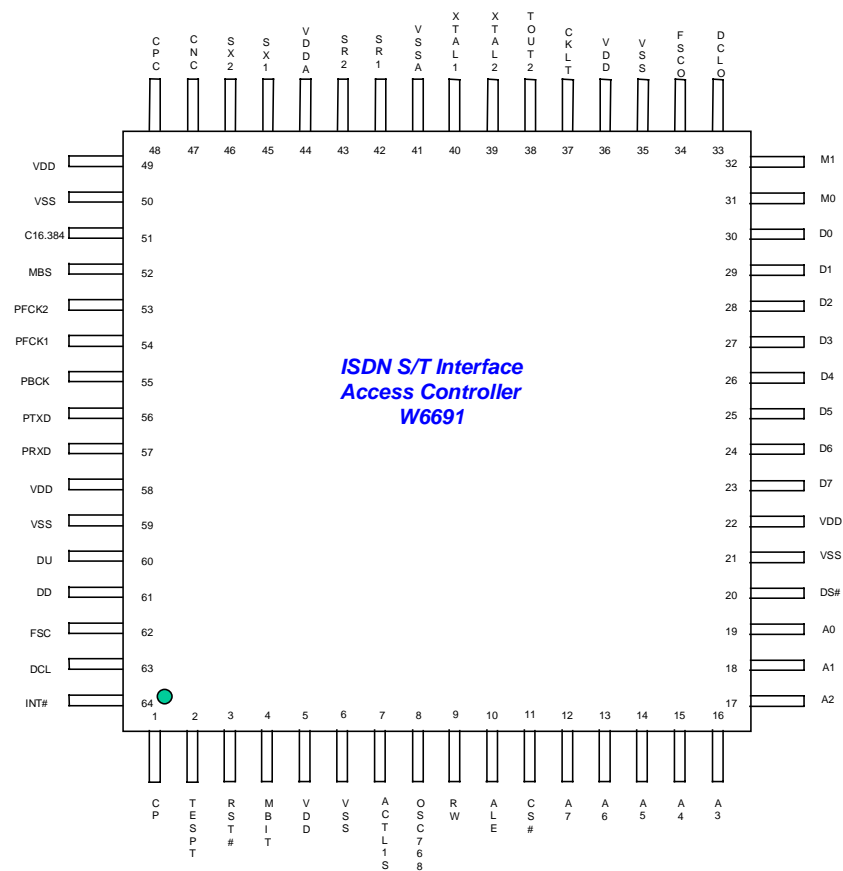 CPC CNC SX2 SX1 VDDA SR2 SR1 VSSA XTAL1 XTAL2 TOUT2 CKLT VDD VSS FSCO DCLO
48 47 46 45 44 43 42 41 40 39 38 37 36 35 34 33
VDD 49 32 M1
VSS 50 31 M0
C16.384 51 30 D0
MBS 52 29 D1
PFCK2 53 28 D2
PFCK1 54 27 D3
ISDN S/T Interface
Access Controller
W6691
PBCK 55 26 D4
PTXD 56 25 D5
PRXD 57 24 D6
VDD 58 23 D7
VSS 59 22 VDD
DU 60 21 VSS
DD 61 20 DS#
FSC 62 19 A0
DCL 63 18 A1
INT# 64 17 A2
1 2 3 4 5 6 7 8 9 10 11 12 13 14 15 16
CP TESPT RST# MBIT VDD VSS ACTL1S OSC768 RW ALE CS# A7 A6 A5 A4 A3